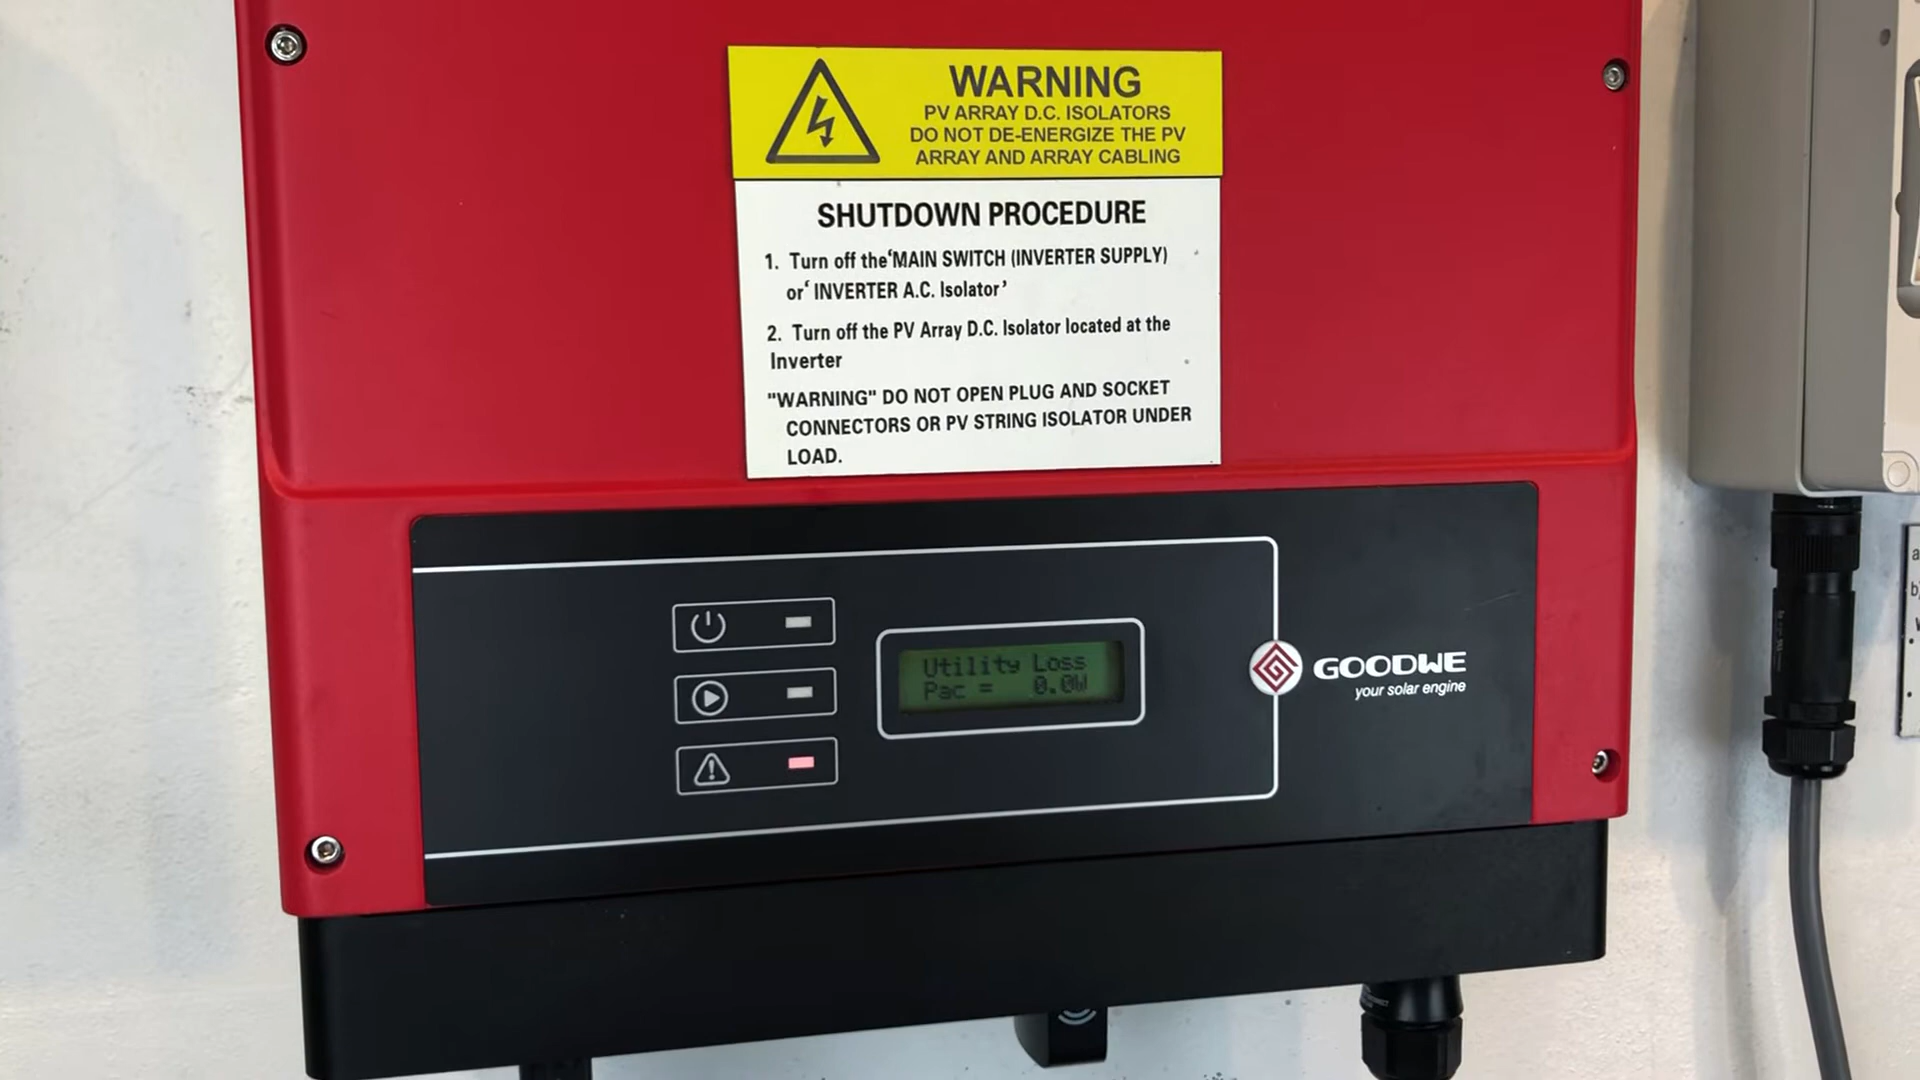 WARNING
PV ARRAY D.C. ISOLATORS
DO NOT DE-ENERGIZE THE PV
ARRAY AND ARRAY CABLING
SHUTDOWN PROCEDURE
1. Turn off the‘MAIN SWITCH (INVERTER SUPPLY)
or‘ INVERTER A.C. Isolator’
2. Turn off the PV Array D.C. Isolator located at the
Inverter
"WARNING" DO NOT OPEN PLUG AND SOCKET
CONNECTORS OR PV STRING ISOLATOR UNDER
LOAD.
Utility Loss
Pac = 0.0W
GOODWE
your solar engine